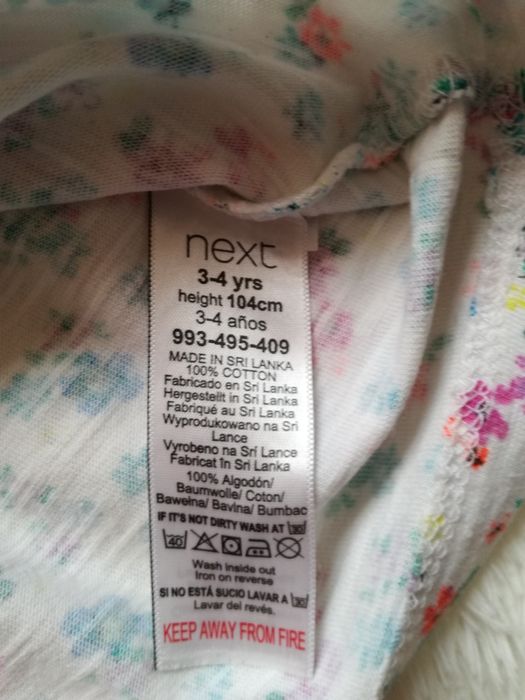 next
3-4 yrs
height 104cm
3-4 años
993-495-409
MADE IN SRI LANKA
100% COTTON
Fabricado en Sri Lanka
Hergestellt in Sri Lanka
Fabriqué au Sri Lanka
Wyprodukowano na Sri
Lance
Vyrobeno na Srí Lance
Fabricat în Sri Lanka
100% Algodón/
Baumwolle/ Coton/
Bawełna/ Bavlna/ Bumbac
IF IT'S NOT DIRTY WASH AT 30
40
Wash inside out
Iron on reverse
SI NO ESTÁ SUCIO LAVAR A 30
Lavar del revés.
KEEP AWAY FROM FIRE